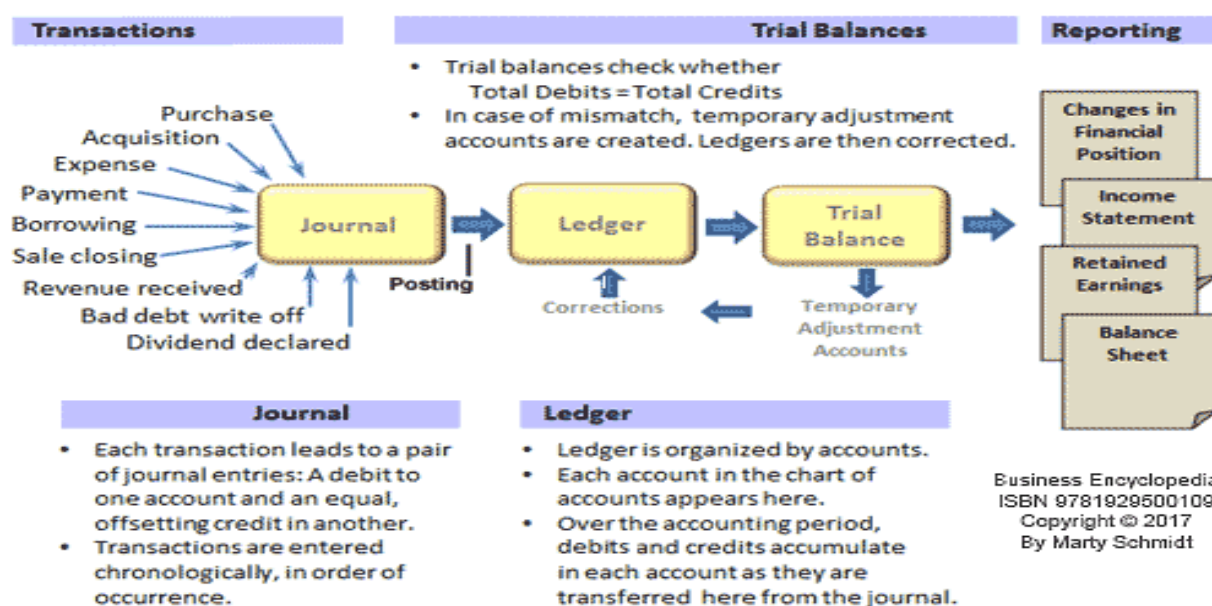 Transactions
Trial Balances
Reporting
• Trial balances check whether
Total Debits = Total Credits
• In case of mismatch, temporary adjustment
accounts are created. Ledgers are then corrected.
Purchase
Acquisition
Expense
Payment
Borrowing
Sale closing
Revenue received
Bad debt write off
Dividend declared
Journal
Posting
Ledger
Corrections
Trial
Balance
Temporary
Adjustment
Accounts
Changes in
Financial
Position
Income
Statement
Retained
Earnings
Balance
Sheet
Journal
• Each transaction leads to a pair
of journal entries: A debit to
one account and an equal,
offsetting credit in another.
• Transactions are entered
chronologically, in order of
occurrence.
Ledger
• Ledger is organized by accounts.
• Each account in the chart of
accounts appears here.
• Over the accounting period,
debits and credits accumulate
in each account as they are
transferred here from the journal.
Business Encyclopedia
ISBN 9781929500109
Copyright © 2017
By Marty Schmidt